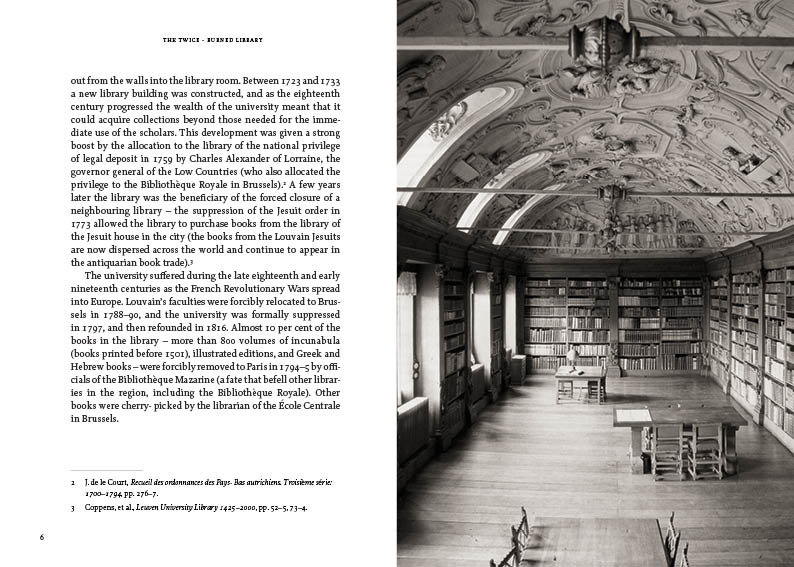 THE TWICE - BURNED LIBRARY
out from the walls into the library room. Between 1723 and 1733
a new library building was constructed, and as the eighteenth
century progressed the wealth of the university meant that it
could acquire collections beyond those needed for the imme-
diate use of the scholars. This development was given a strong
boost by the allocation to the library of the national privilege
of legal deposit in 1759 by Charles Alexander of Lorraine, the
governor general of the Low Countries (who also allocated the
privilege to the Bibliothèque Royale in Brussels).² A few years
later the library was the beneficiary of the forced closure of a
neighbouring library – the suppression of the Jesuit order in
1773 allowed the library to purchase books from the library of
the Jesuit house in the city (the books from the Louvain Jesuits
are now dispersed across the world and continue to appear in
the antiquarian book trade).³
The university suffered during the late eighteenth and early
nineteenth centuries as the French Revolutionary Wars spread
into Europe. Louvain's faculties were forcibly relocated to Brus-
sels in 1788–90, and the university was formally suppressed
in 1797, and then refounded in 1816. Almost 10 per cent of the
books in the library – more than 800 volumes of incunabula
(books printed before 1501), illustrated editions, and Greek and
Hebrew books – were forcibly removed to Paris in 1794–5 by offi-
cials of the Bibliothèque Mazarine (a fate that befell other librar-
ies in the region, including the Bibliothèque Royale). Other
books were cherry- picked by the librarian of the École Centrale
in Brussels.
2 J. de le Court, Recueil des ordonnances des Pays- Bas autrichiens. Troisième série:
1700–1794, pp. 276–7.
3 Coppens, et al., Leuven University Library 1425–2000, pp. 52–5, 73–4.
6